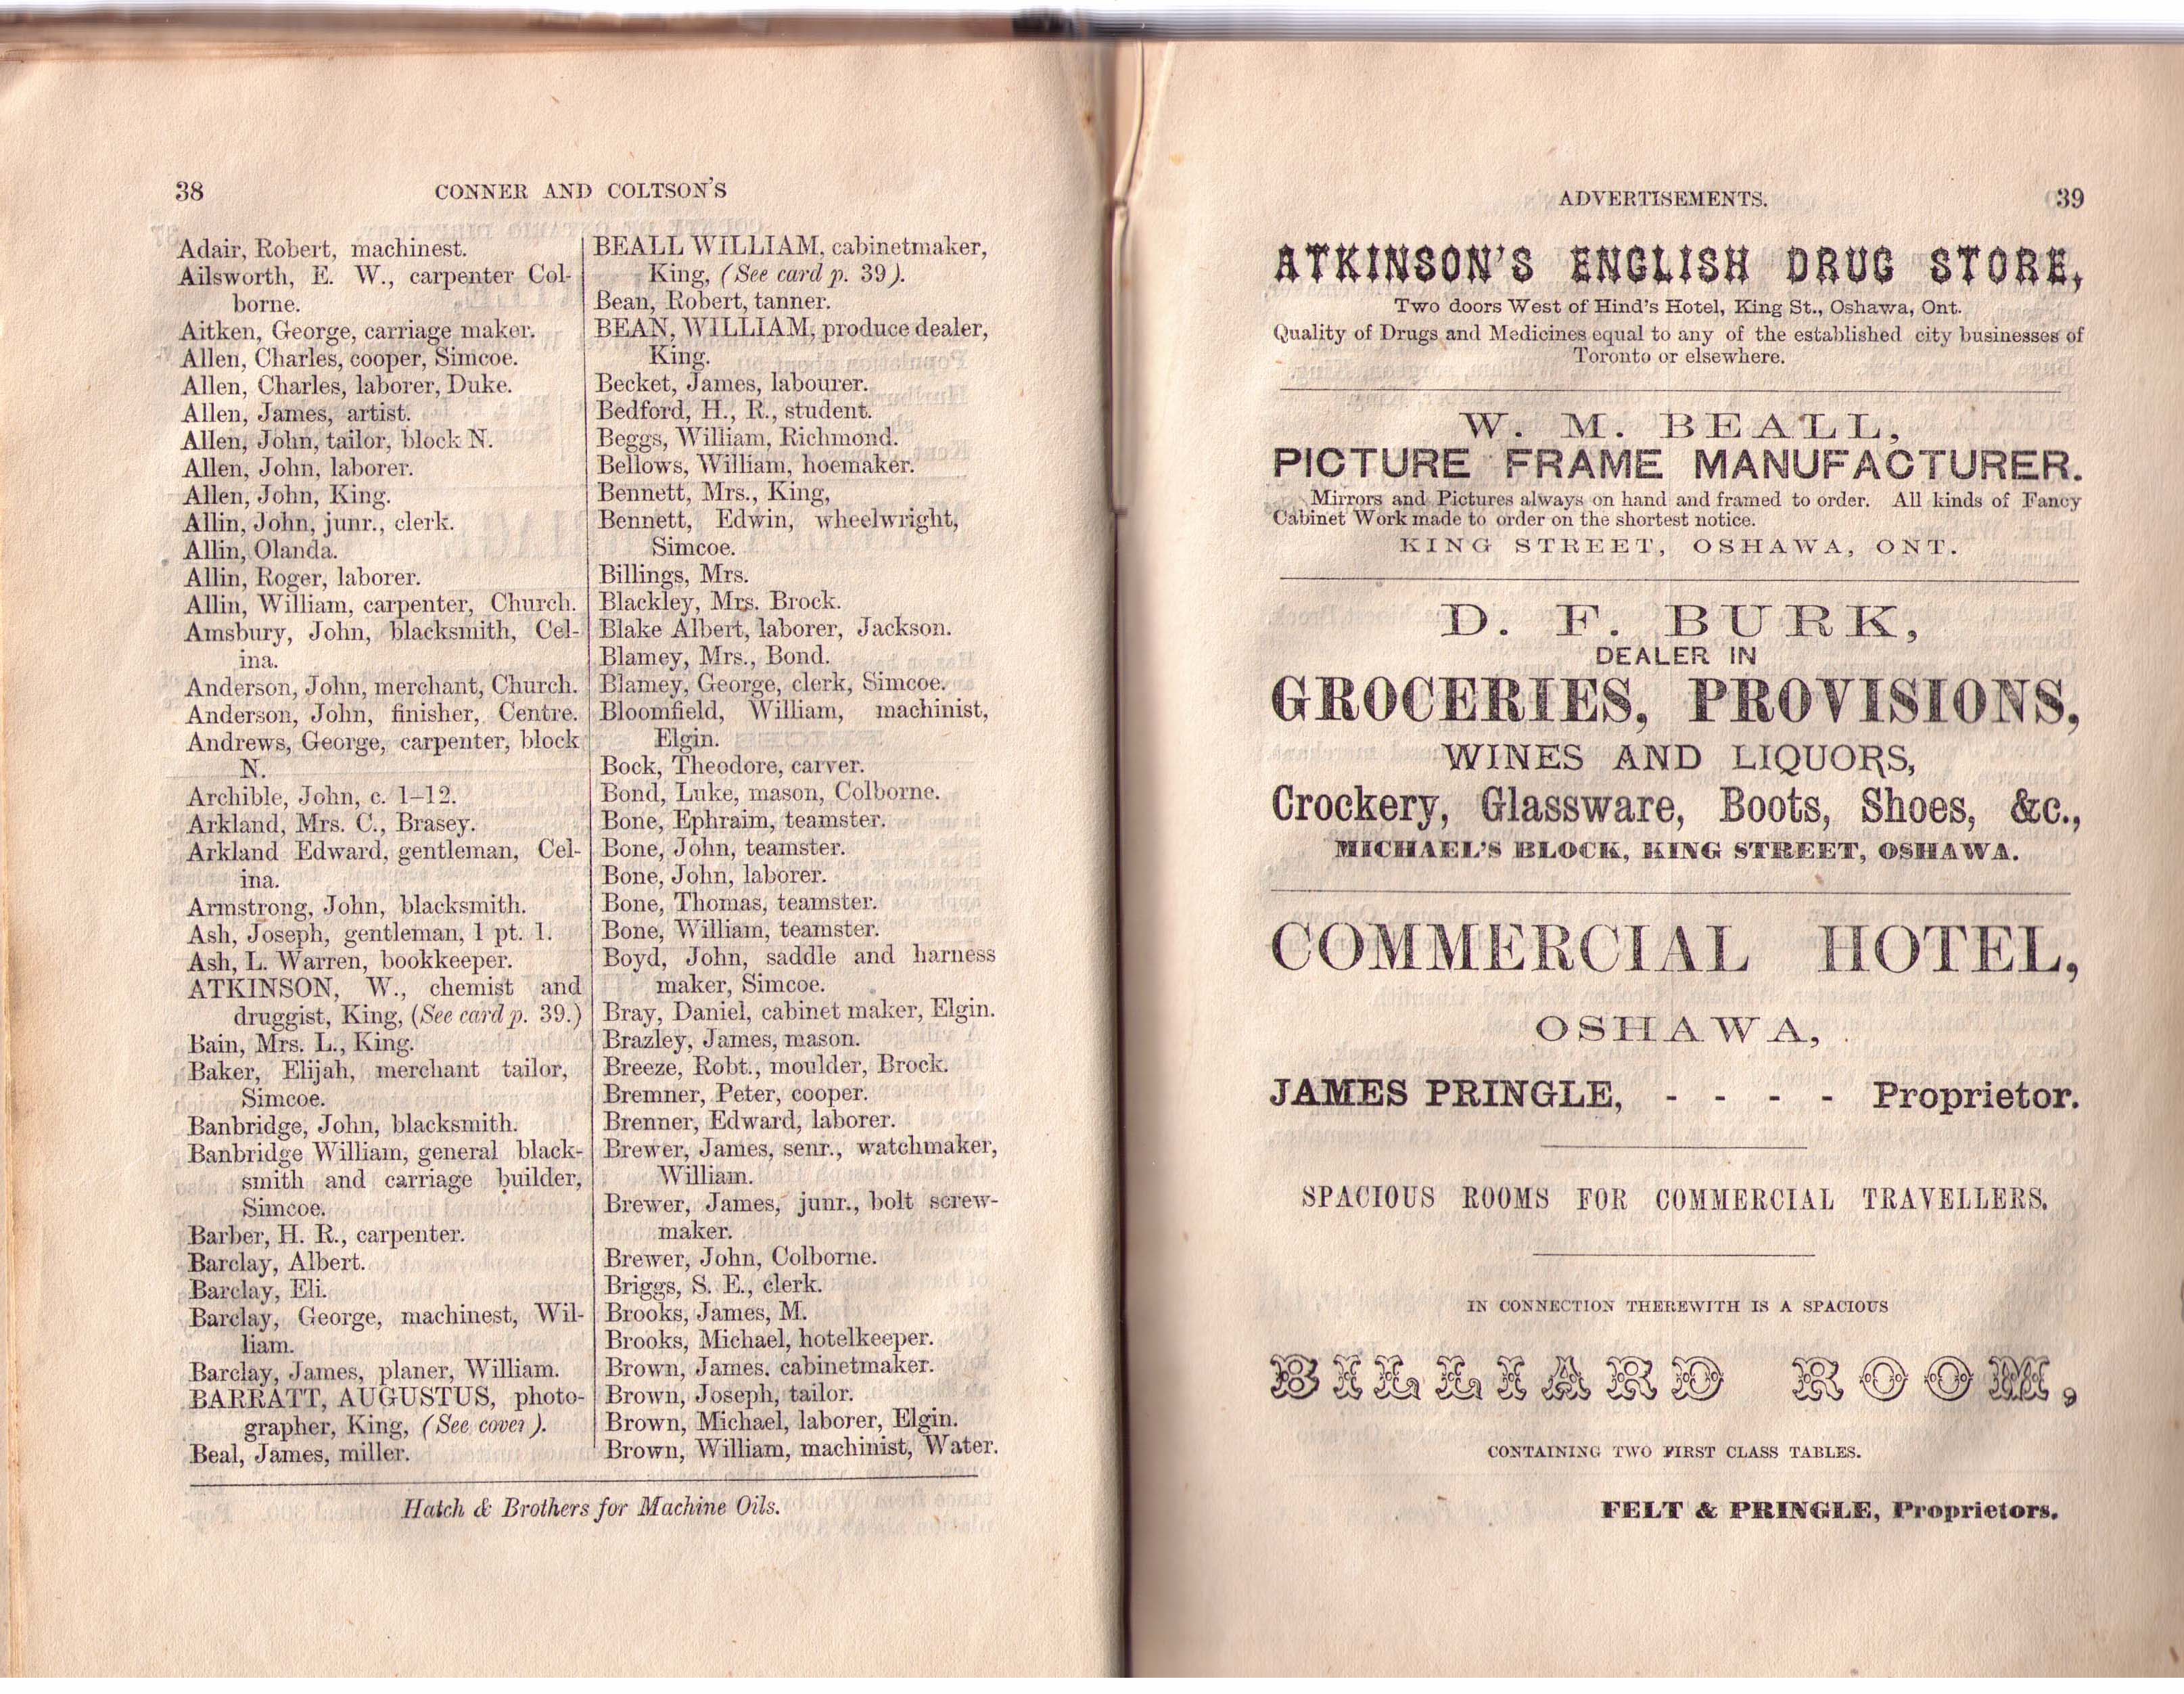 38
CONNER AND COLTSON'S
Adair, Robert, machinest.
Ailsworth, E. W., carpenter Col-
borne.
Aitken, George, carriage maker.
Allen, Charles, cooper, Simcoe.
Allen, Charles, laborer, Duke.
Allen, James, artist.
Allen, John, tailor, block N.
Allen, John, laborer.
Allen, John, King.
Allin, John, junr., clerk.
Allin, Olanda.
Allin, Roger, laborer.
Allin, William, carpenter, Church.
Amsbury, John, blacksmith, Cel-
ina.
Anderson, John, merchant, Church.
Anderson, John, finisher, Centre.
Andrews, George, carpenter, block
N.
Archible, John, c. 1–12.
Arkland, Mrs. C., Brasey.
Arkland Edward, gentleman, Cel-
ina.
Armstrong, John, blacksmith.
Ash, Joseph, gentleman, 1 pt. 1.
Ash, L. Warren, bookkeeper.
ATKINSON, W., chemist and
druggist, King, (See card p. 39.)
Bain, Mrs. L., King.
Baker, Elijah, merchant tailor,
Simcoe.
Banbridge, John, blacksmith.
Banbridge William, general black-
smith and carriage builder,
Simcoe.
Barber, H. R., carpenter.
Barclay, Albert.
Barclay, Eli.
Barclay, George, machinest, Wil-
liam.
Barclay, James, planer, William.
BARRATT, AUGUSTUS, photo-
grapher, King, (See cover).
Beal, James, miller.
BEALL WILLIAM, cabinetmaker,
King, (See card p. 39).
Bean, Robert, tanner.
BEAN, WILLIAM, produce dealer,
King.
Becket, James, labourer.
Bedford, H., R., student.
Beggs, William, Richmond.
Bellows, William, hoemaker.
Bennett, Mrs., King,
Bennett, Edwin, wheelwright,
Simcoe.
Billings, Mrs.
Blackley, Mrs. Brock.
Blake Albert, laborer, Jackson.
Blamey, Mrs., Bond.
Blamey, George, clerk, Simcoe.
Bloomfield, William, machinist,
Elgin.
Bock, Theodore, carver.
Bond, Luke, mason, Colborne.
Bone, Ephraim, teamster.
Bone, John, teamster.
Bone, John, laborer.
Bone, Thomas, teamster.
Bone, William, teamster.
Boyd, John, saddle and harness
maker, Simcoe.
Bray, Daniel, cabinet maker, Elgin.
Brazley, James, mason.
Breeze, Robt., moulder, Brock.
Bremner, Peter, cooper.
Brenner, Edward, laborer.
Brewer, James, senr., watchmaker,
William.
Brewer, James, junr., bolt screw-
maker.
Brewer, John, Colborne.
Briggs, S. E., clerk.
Brooks, James, M.
Brooks, Michael, hotelkeeper.
Brown, James. cabinetmaker.
Brown, Joseph, tailor.
Brown, Michael, laborer, Elgin.
Brown, William, machinist, Water.
Hatch & Brothers for Machine Oils.
ADVERTISEMENTS.
39
ATKINSON'S ENGLISH DRUG STORE,
Two doors West of Hind's Hotel, King St., Oshawa, Ont.
Quality of Drugs and Medicines equal to any of the established city businesses of
Toronto or elsewhere.
W. M. BEALL,
PICTURE FRAME MANUFACTURER.
Mirrors and Pictures always on hand and framed to order. All kinds of Fancy
Cabinet Work made to order on the shortest notice.
KING STREET, OSHAWA, ONT.
D. F. BURK,
DEALER IN
GROCERIES, PROVISIONS,
WINES AND LIQUORS,
Crockery, Glassware, Boots, Shoes, &c.,
MICHAEL'S BLOCK, KING STREET, OSHAWA.
COMMERCIAL HOTEL,
OSHAWA,
JAMES PRINGLE, - - - - Proprietor.
SPACIOUS ROOMS FOR COMMERCIAL TRAVELLERS.
IN CONNECTION THEREWITH IS A SPACIOUS
BILLIARD ROOM,
CONTAINING TWO FIRST CLASS TABLES.
FELT & PRINGLE, Proprietors.